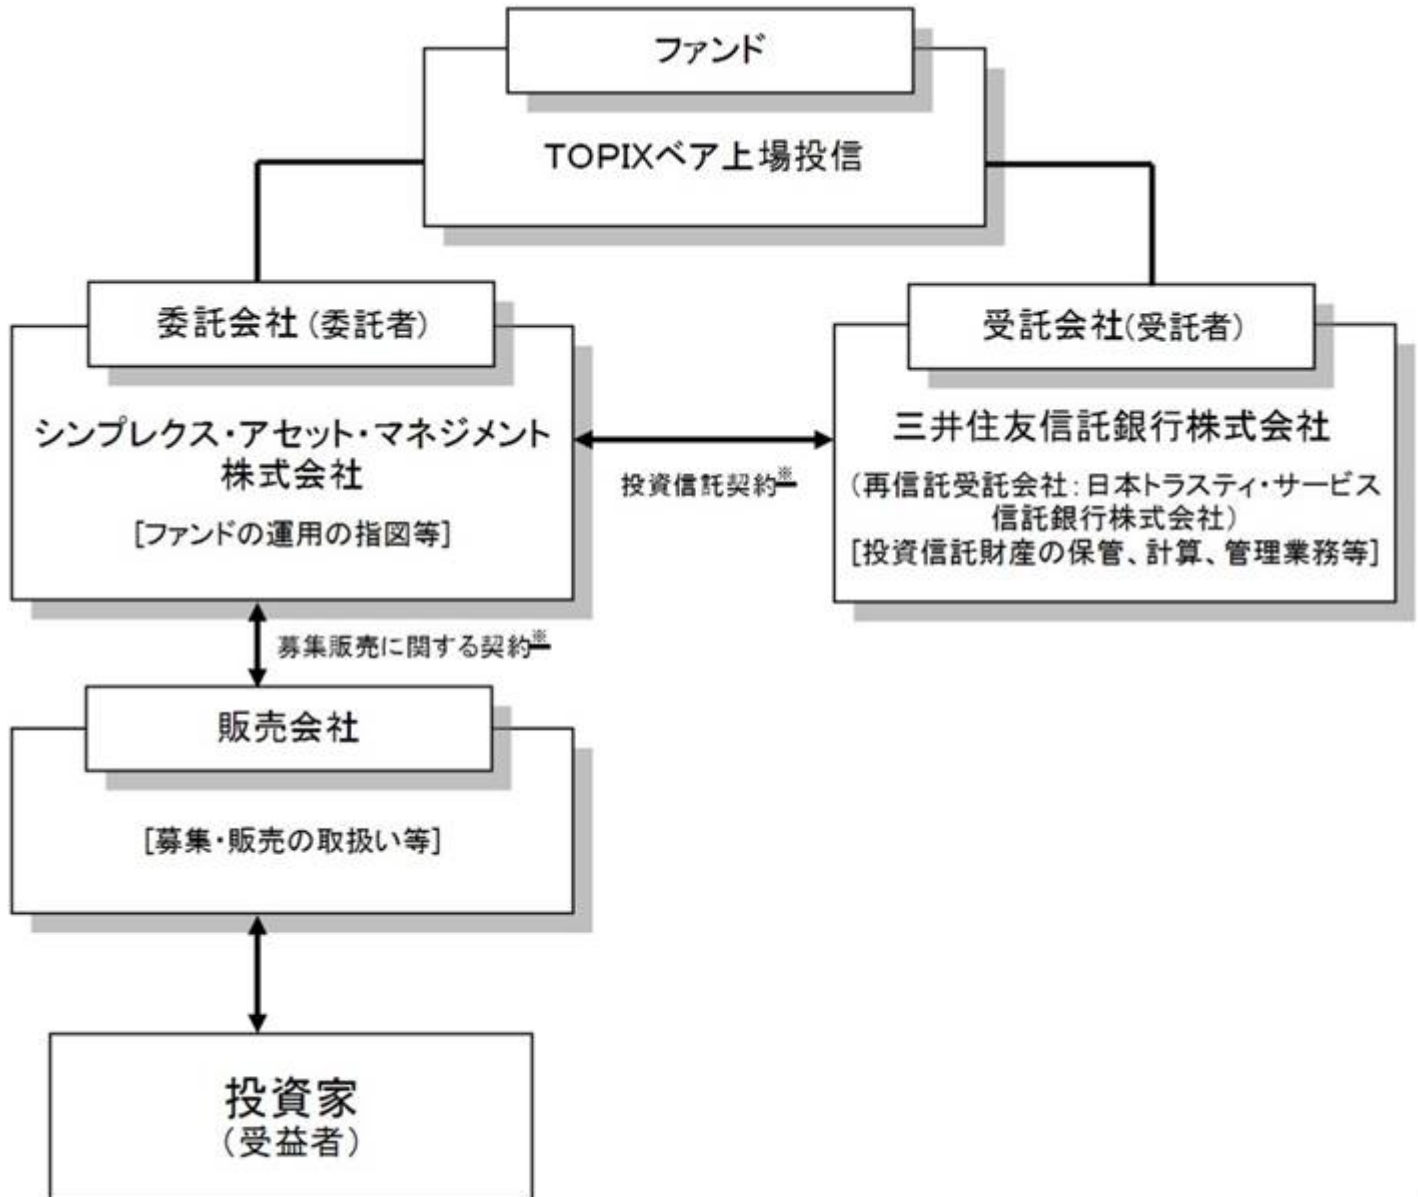 ファンド
TOPIXベア上場投信
委託会社(委託者)
シンプレクス・アセット・マネジメント
株式会社
[ファンドの運用の指図等]
投資信託契約※
受託会社(受託者)
三井住友信託銀行株式会社
(再信託受託会社:日本トラスティ・サービス
信託銀行株式会社)
[投資信託財産の保管、計算、管理業務等]
募集販売に関する契約※
販売会社
[募集・販売の取扱い等]
投資家
(受益者)